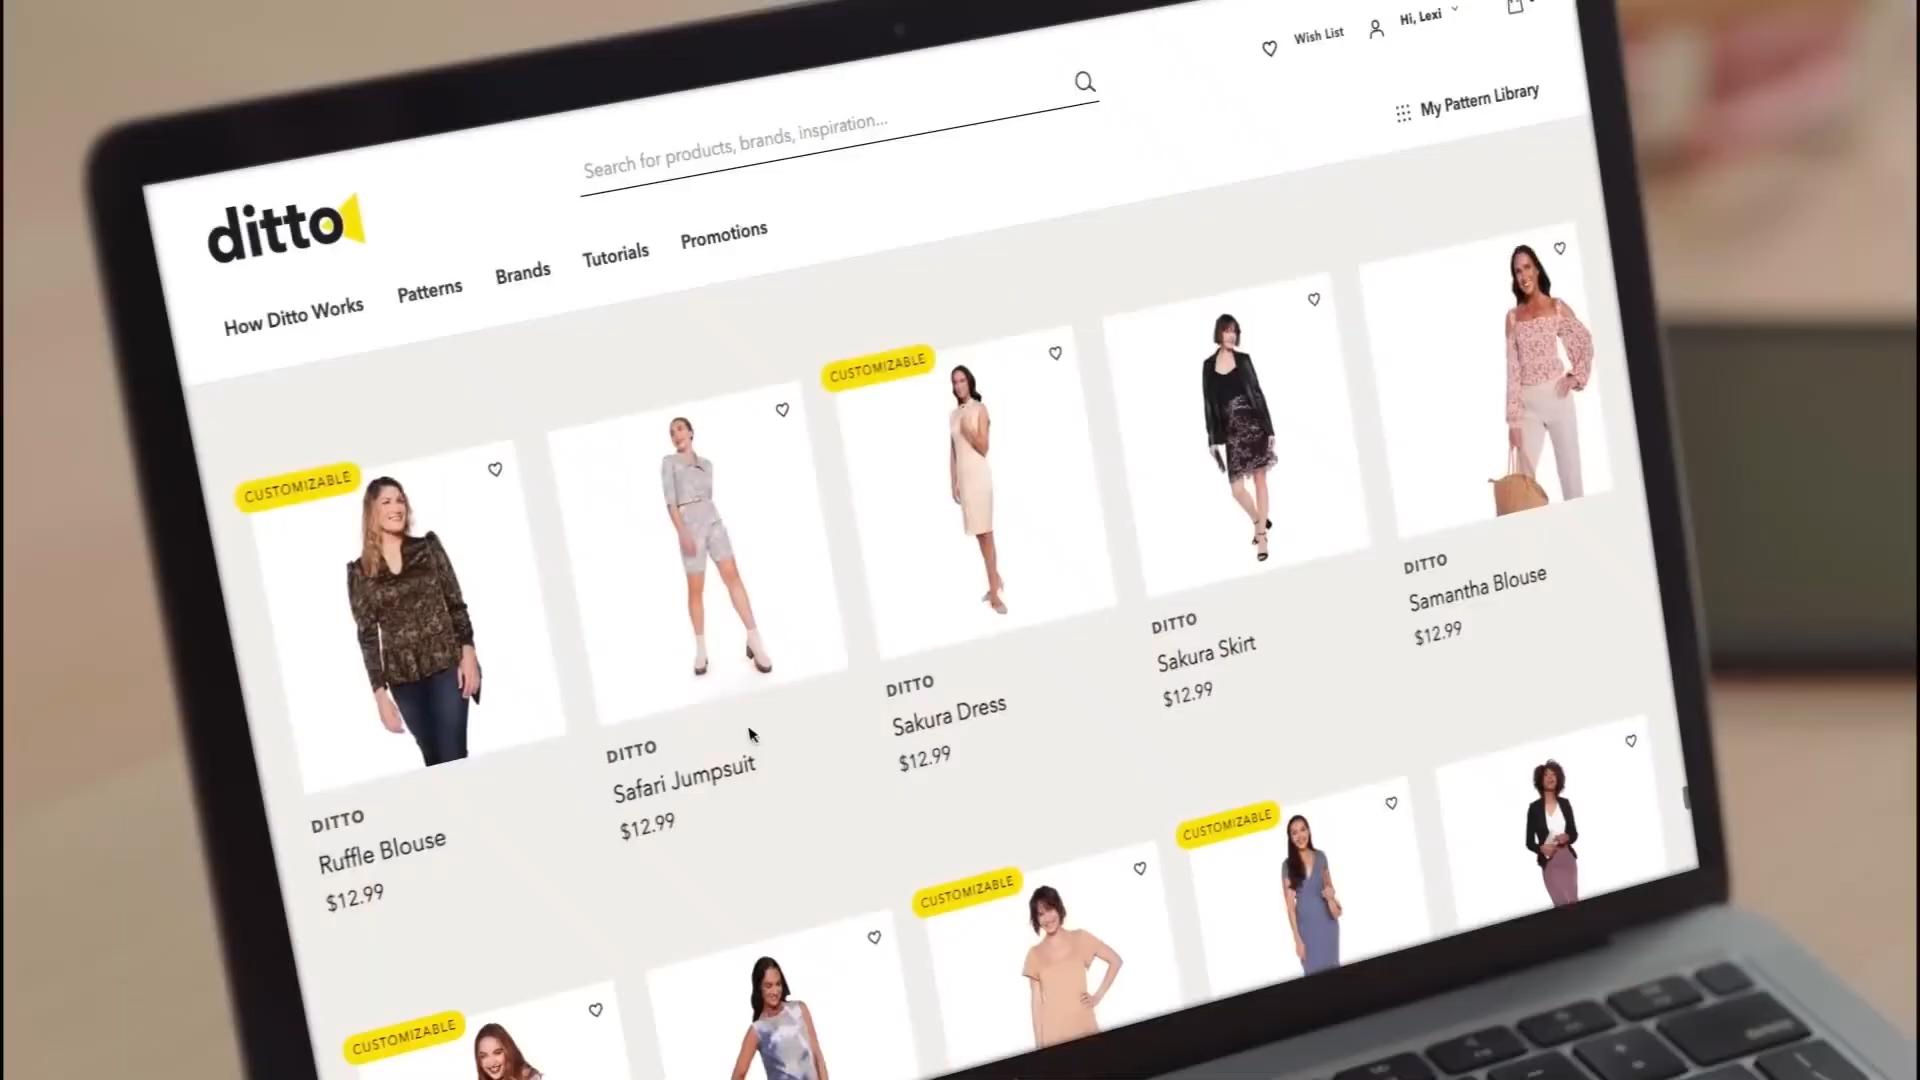 Wish List
Hi, Lexi
Search for products, brands, inspiration...
My Pattern Library
ditto
How Ditto Works
Patterns
Brands
Tutorials
Promotions
CUSTOMIZABLE
DITTO
Ruffle Blouse
$12.99
DITTO
Safari Jumpsuit
$12.99
CUSTOMIZABLE
DITTO
Sakura Dress
$12.99
DITTO
Sakura Skirt
$12.99
DITTO
Samantha Blouse
$12.99
CUSTOMIZABLE
CUSTOMIZABLE
CUSTOMIZABLE